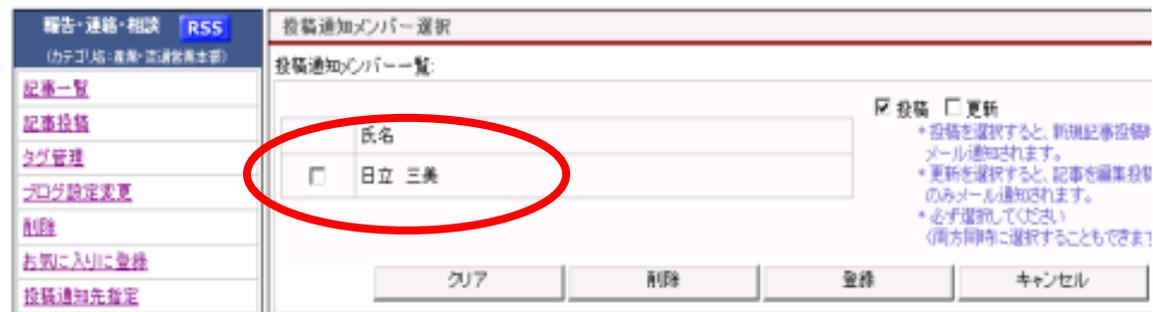 報告・連絡・相談 RSS
(カテゴリ名:産業・流通営業本部)
記事一覧
記事投稿
タグ管理
ブログ設定変更
削除
お気に入りに登録
投稿通知先指定
投稿通知メンバー選択
投稿通知メンバー一覧:
氏名
日立 三美
投稿 更新
*投稿を選択すると、新規記事投稿時
メール通知されます。
*更新を選択すると、記事を編集投稿
のみメール通知されます。
*必ず選択してください
(両方同時に選択することもできます
クリア 削除 登録 キャンセル